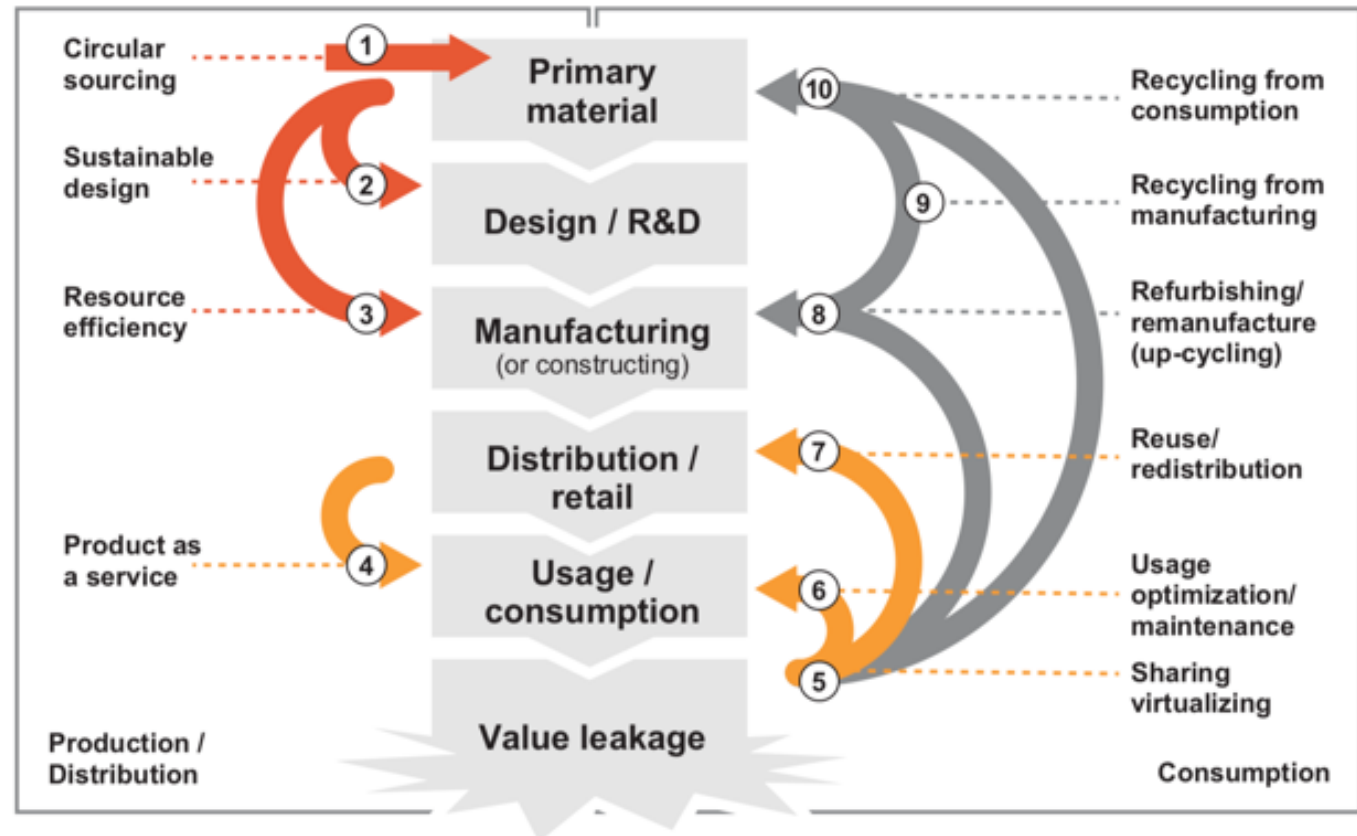 Circular
sourcing
1
Sustainable
design
2
Resource
efficiency
3
Product as
a service
4
Production /
Distribution
Primary
material
Design / R&D
Manufacturing
(or constructing)
Distribution /
retail
Usage /
consumption
Value leakage
10
Recycling from
consumption
9
Recycling from
manufacturing
8
Refurbishing/
remanufacture
(up-cycling)
7
Reuse/
redistribution
6
Usage
optimization/
maintenance
5
Sharing
virtualizing
Consumption